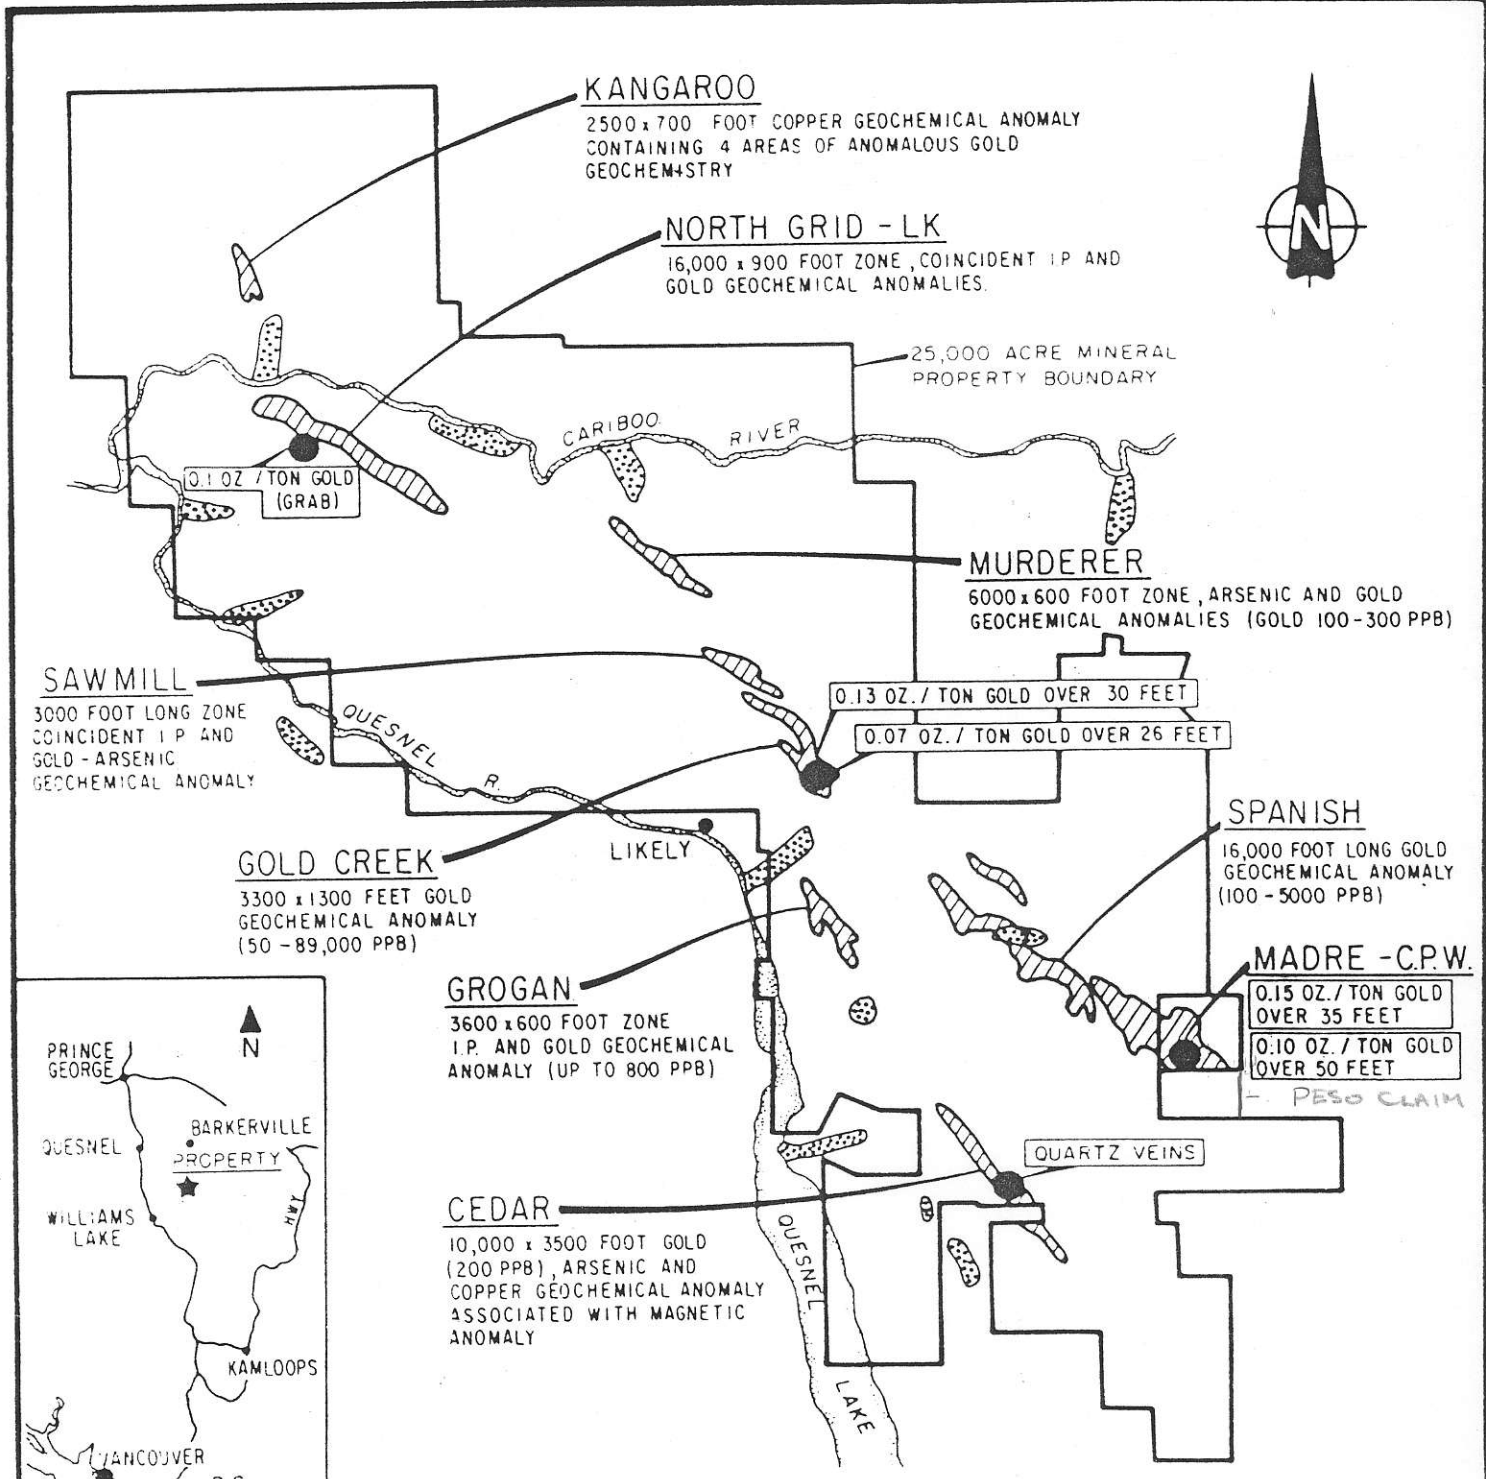 KANGAROO
2500 x 700 FOOT COPPER GEOCHEMICAL ANOMALY
CONTAINING 4 AREAS OF ANOMALOUS GOLD
GEOCHEMISTRY
N
NORTH GRID - LK
16,000 x 900 FOOT ZONE, COINCIDENT I.P AND
GOLD GEOCHEMICAL ANOMALIES.
25,000 ACRE MINERAL
PROPERTY BOUNDARY
CARIBOO RIVER
0.1 OZ / TON GOLD
(GRAB)
MURDERER
6000 x 600 FOOT ZONE, ARSENIC AND GOLD
GEOCHEMICAL ANOMALIES (GOLD 100-300 PPB)
SAWMILL
3000 FOOT LONG ZONE
COINCIDENT I P AND
GOLD - ARSENIC
GEOCHEMICAL ANOMALY
0.13 OZ. / TON GOLD OVER 30 FEET
0.07 OZ. / TON GOLD OVER 26 FEET
QUESNEL R.
LIKELY
GOLD CREEK
3300 x 1300 FEET GOLD
GEOCHEMICAL ANOMALY
(50 - 89,000 PPB)
SPANISH
16,000 FOOT LONG GOLD
GEOCHEMICAL ANOMALY
(100 - 5000 PPB)
GROGAN
3600 x 600 FOOT ZONE
I.P. AND GOLD GEOCHEMICAL
ANOMALY (UP TO 800 PPB)
MADRE - C.P.W.
0.15 OZ. / TON GOLD
OVER 35 FEET
0.10 OZ. / TON GOLD
OVER 50 FEET
- PESO CLAIM
QUARTZ VEINS
CEDAR
10,000 x 3500 FOOT GOLD
(200 PPB), ARSENIC AND
COPPER GEOCHEMICAL ANOMALY
ASSOCIATED WITH MAGNETIC
ANOMALY
QUESNEL
LAKE
N
PRINCE
GEORGE
QUESNEL
BARKERVILLE
PROPERTY
WILLIAMS
LAKE
HWY
KAMLOOPS
VANCOUVER